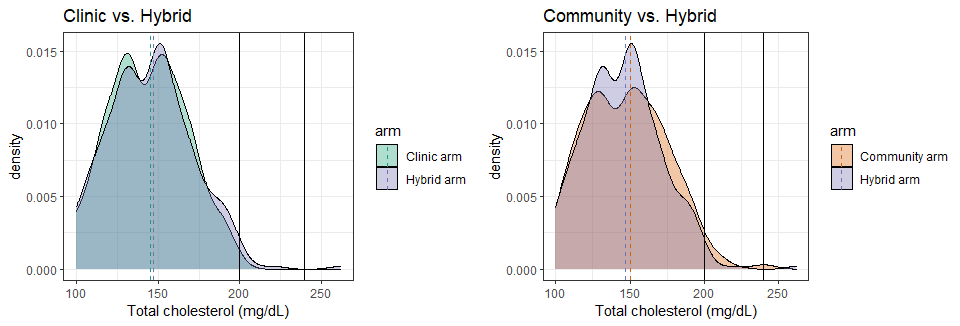 Clinic vs. Hybrid
0.015
0.010
0.005
0.000
density
100
150
200
250
Total cholesterol (mg/dL)
arm
Clinic arm
Hybrid arm
Community vs. Hybrid
0.015
0.010
0.005
0.000
density
100
150
200
250
Total cholesterol (mg/dL)
arm
Community arm
Hybrid arm